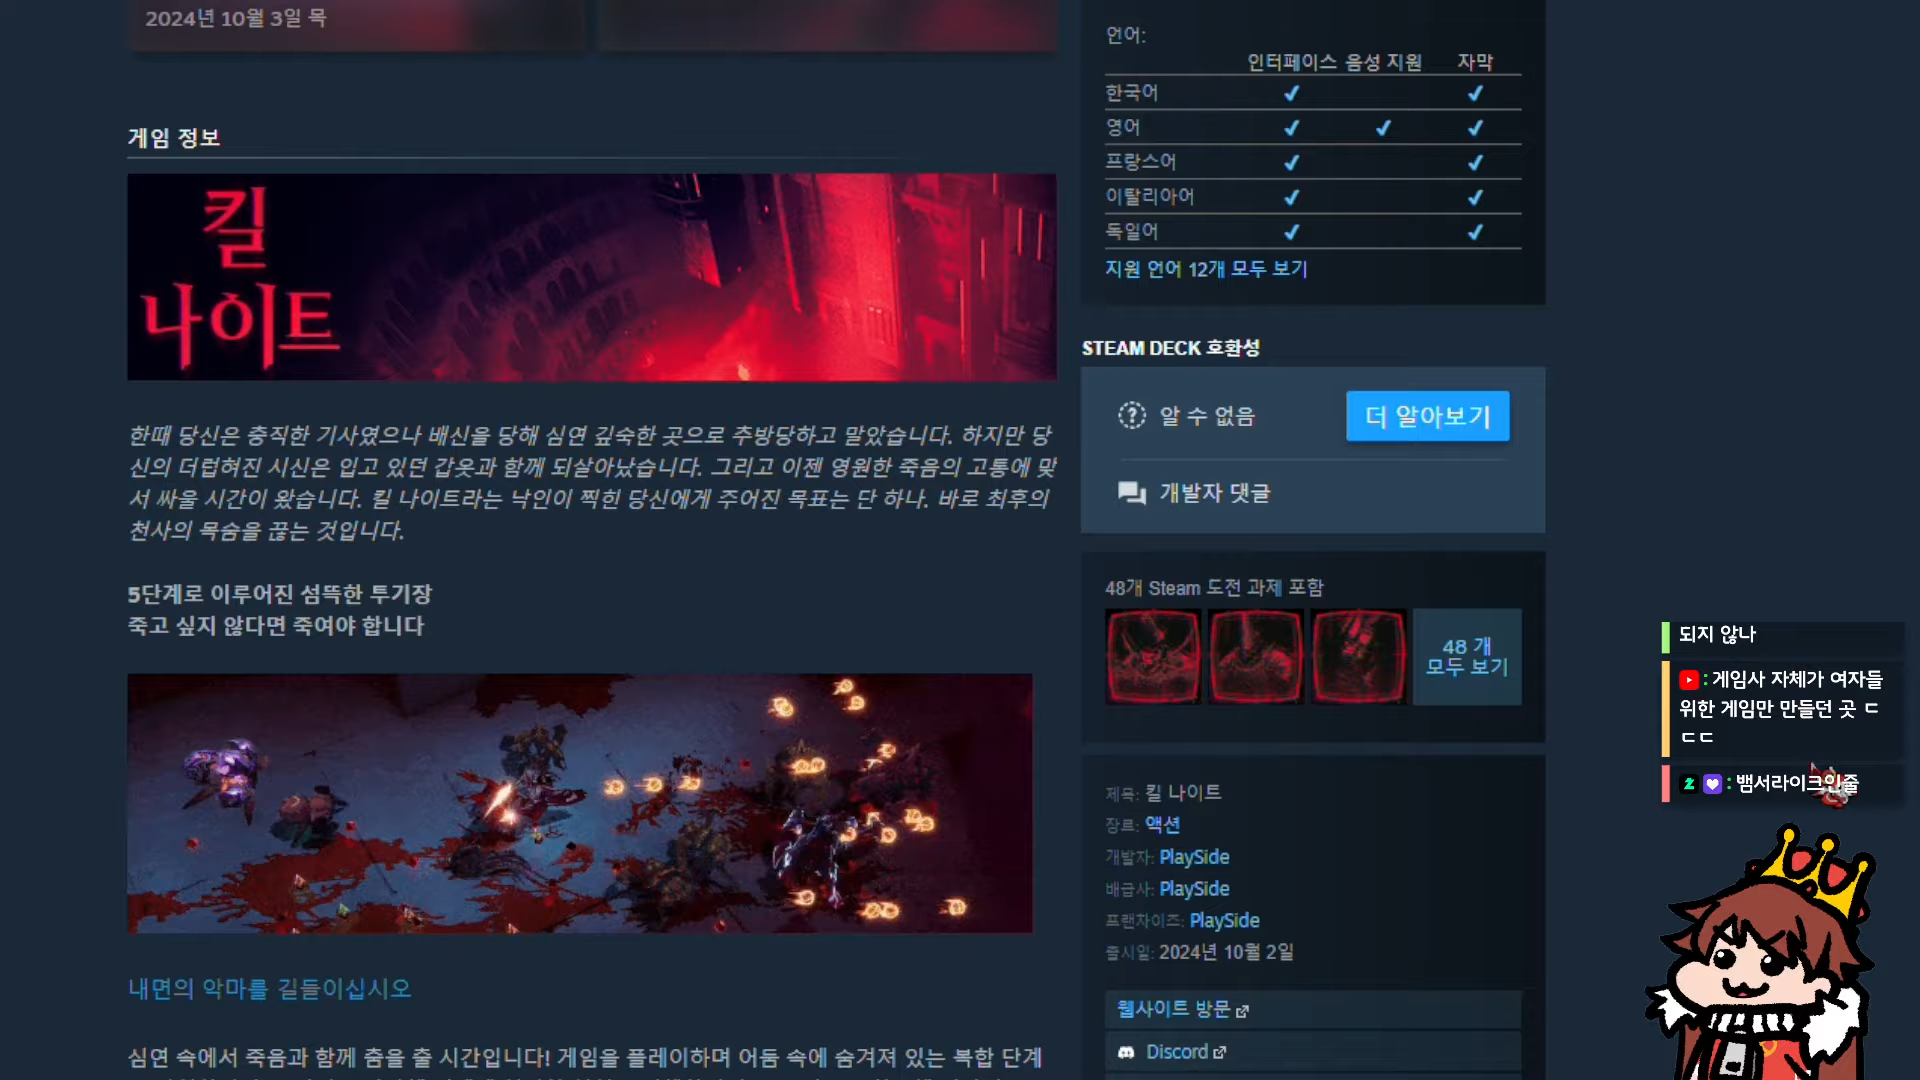 2024년 10월 3일 목
게임 정보
킬
나이트
한때 당신은 충직한 기사였으나 배신을 당해 심연 깊숙한 곳으로 추방당하고 말았습니다. 하지만 당
신의 더럽혀진 시신은 입고 있던 갑옷과 함께 되살아났습니다. 그리고 이젠 영원한 죽음의 고통에 맞
서 싸울 시간이 왔습니다. 킬 나이트라는 낙인이 찍힌 당신에게 주어진 목표는 단 하나. 바로 최후의
천사의 목숨을 끊는 것입니다.
5단계로 이루어진 섬뜩한 투기장
죽고 싶지 않다면 죽여야 합니다
내면의 악마를 길들이십시오
심연 속에서 죽음과 함께 춤을 출 시간입니다! 게임을 플레이하며 어둠 속에 숨겨져 있는 복합 단계
언어:
인터페이스 음성 지원 자막
한국어 ✔ ✔
영어 ✔ ✔ ✔
프랑스어 ✔ ✔
이탈리아어 ✔ ✔
독일어 ✔ ✔
지원 언어 12개 모두 보기
STEAM DECK 호환성
알 수 없음 더 알아보기
개발자 댓글
48개 Steam 도전 과제 포함
48 개
모두 보기
제목: 킬 나이트
장르: 액션
개발자: PlaySide
배급사: PlaySide
프랜차이즈: PlaySide
출시일: 2024년 10월 2일
웹사이트 방문
Discord
되지 않나
: 게임사 자체가 여자들
위한 게임만 만들던 곳 ㄷ
ㄷㄷ
: 뱀서라이크인줄